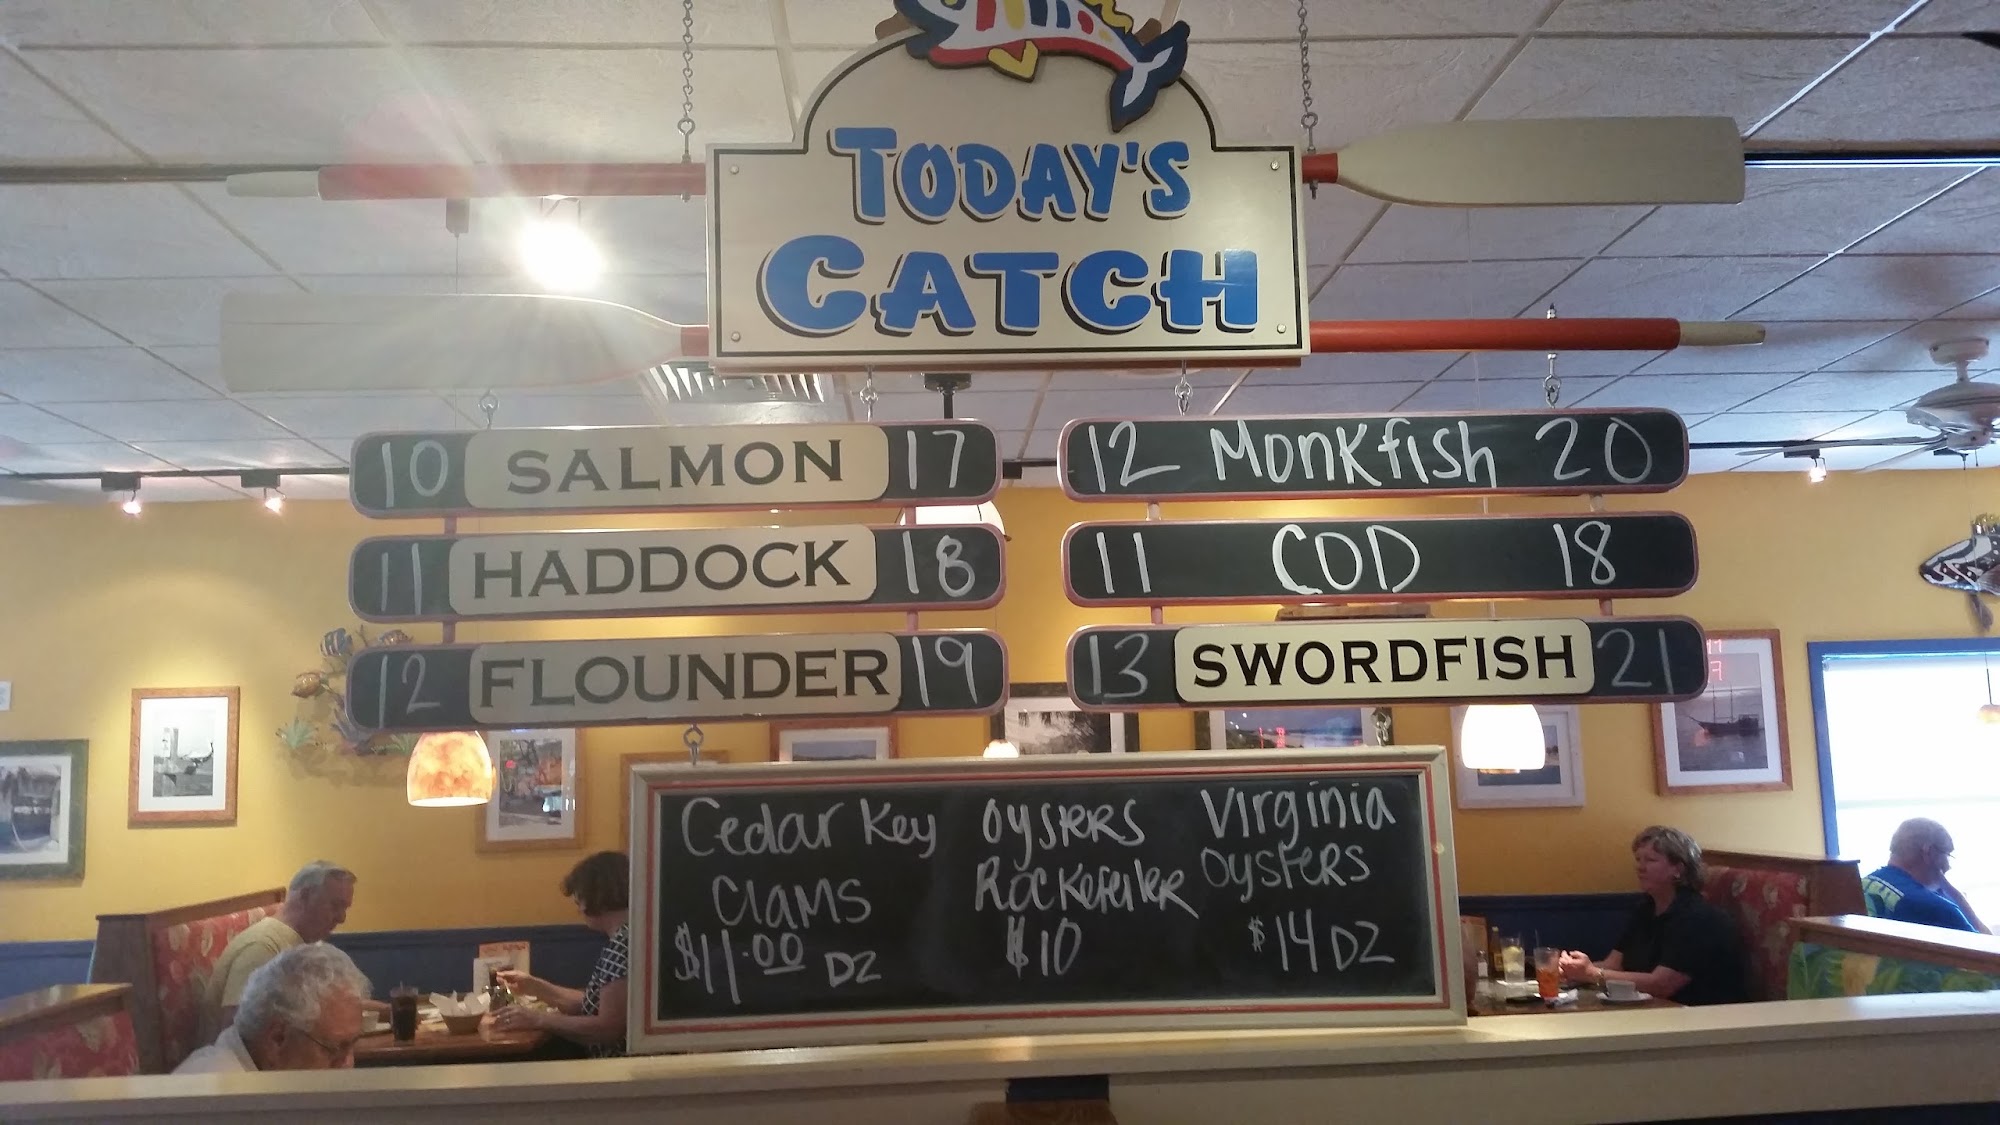 TODAY'S
CATCH
10 SALMON 17
11 HADDOCK 18
12 FLOUNDER 19
12 Monkfish 20
11 COD 18
13 SWORDFISH 21
Cedar Key
Clams
$11.00 DZ
Oysters
Rockefeller
$10
Virginia
Oysters
$14 DZ